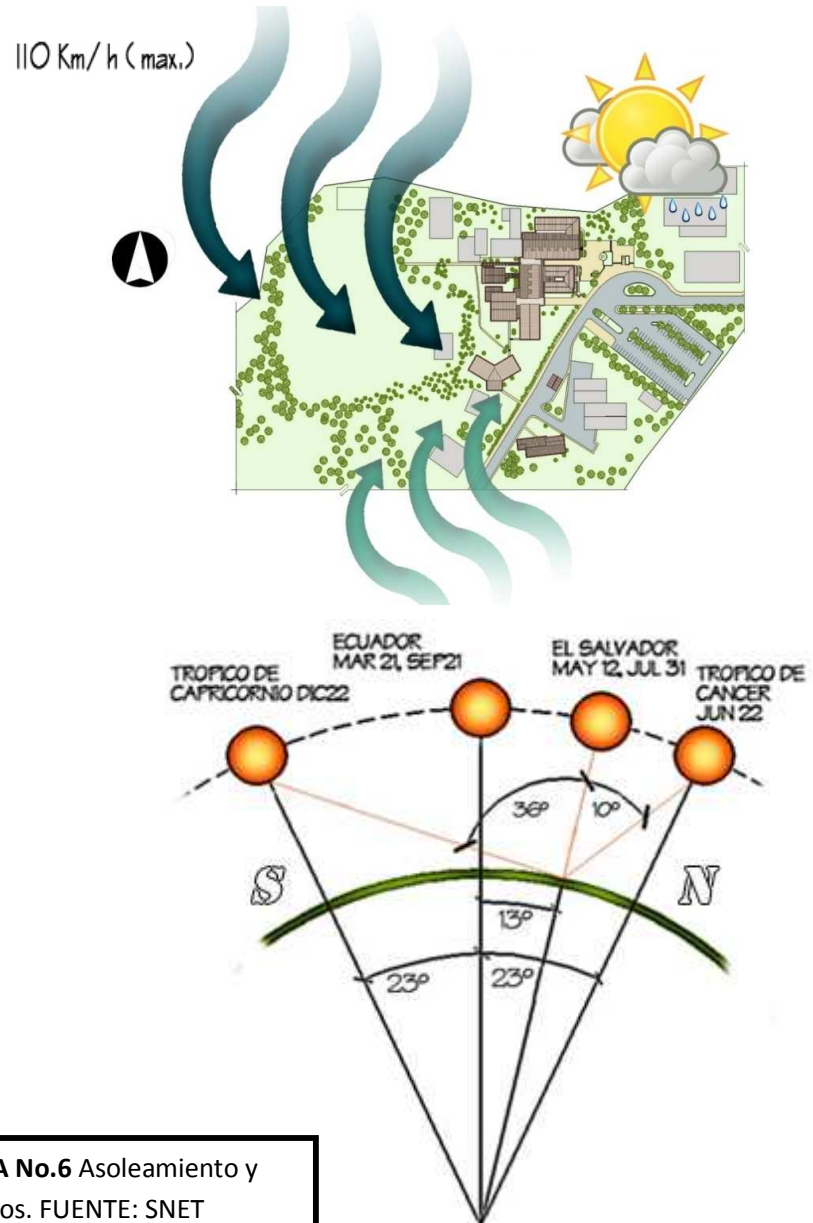 110 Km/ h ( max.)
ECUADOR
MAR 21, SEP21
EL SALVADOR
MAY 12, JUL 31
TROPICO DE
CAPRICORNIO DIC22
TROPICO DE
CANCER
JUN 22
36º 10º
S N
13º
23º 23º
No.6 Asoleamiento y
FUENTE: SNET